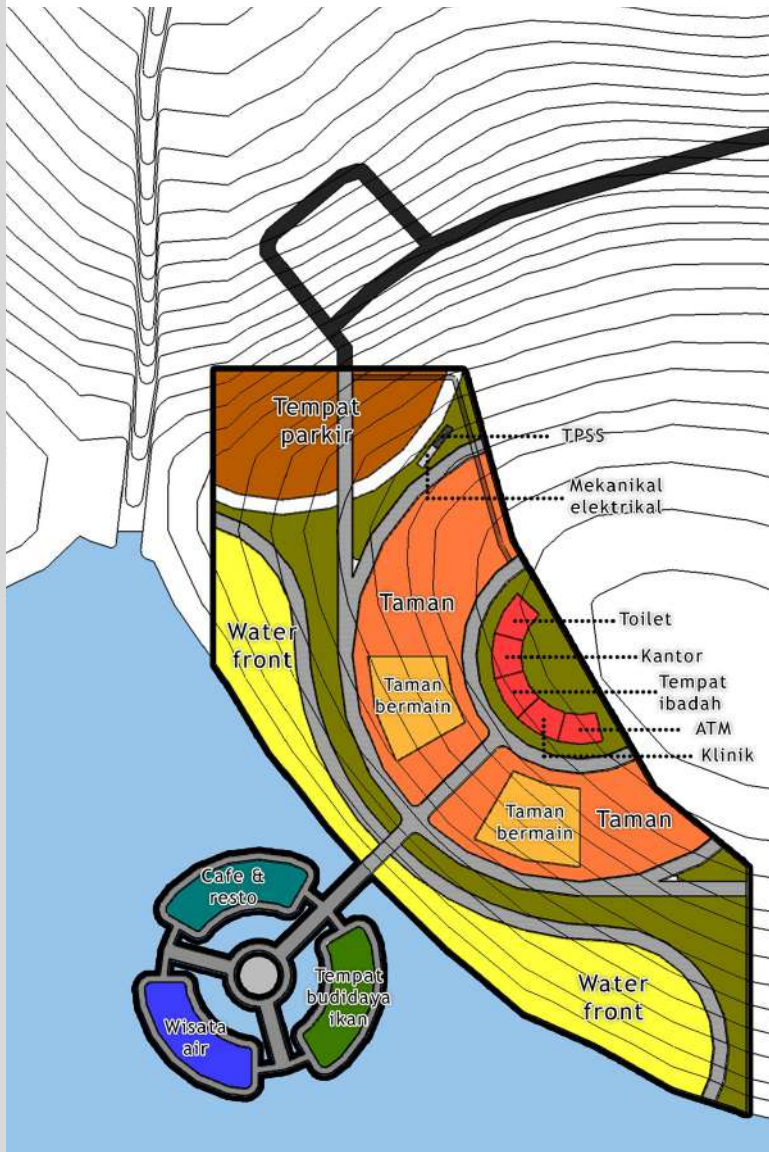 Tempat
parkir
TPSS
Mekanikal
elektrikal
Taman
Toilet
Water
front
Kantor
Taman
bermain
Tempat
ibadah
ATM
Klinik
Taman
bermain
Taman
Cafe &
resto
Tempat
budidaya
ikan
Water
front
Wisata
air